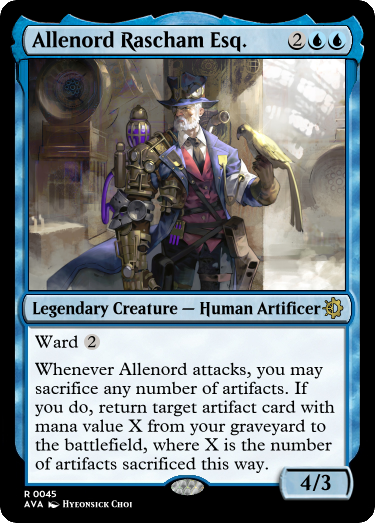 Allenord Rascham Esq. 2
Legendary Creature — Human Artificer
Ward 2
Whenever Allenord attacks, you may
sacrifice any number of artifacts. If
you do, return target artifact card with
mana value X from your graveyard to
the battlefield, where X is the number
of artifacts sacrificed this way.
4/3
R 0045
AVA Hyeonsick Choi